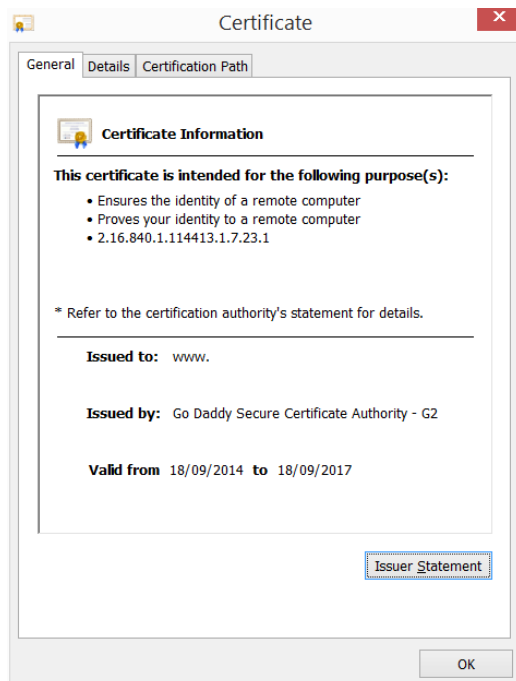 Certificate
General Details Certification Path
Certificate Information
This certificate is intended for the following purpose(s):
• Ensures the identity of a remote computer
• Proves your identity to a remote computer
• 2.16.840.1.114413.1.7.23.1
* Refer to the certification authority's statement for details.
Issued to: www.
Issued by: Go Daddy Secure Certificate Authority - G2
Valid from 18/09/2014 to 18/09/2017
Issuer Statement
OK